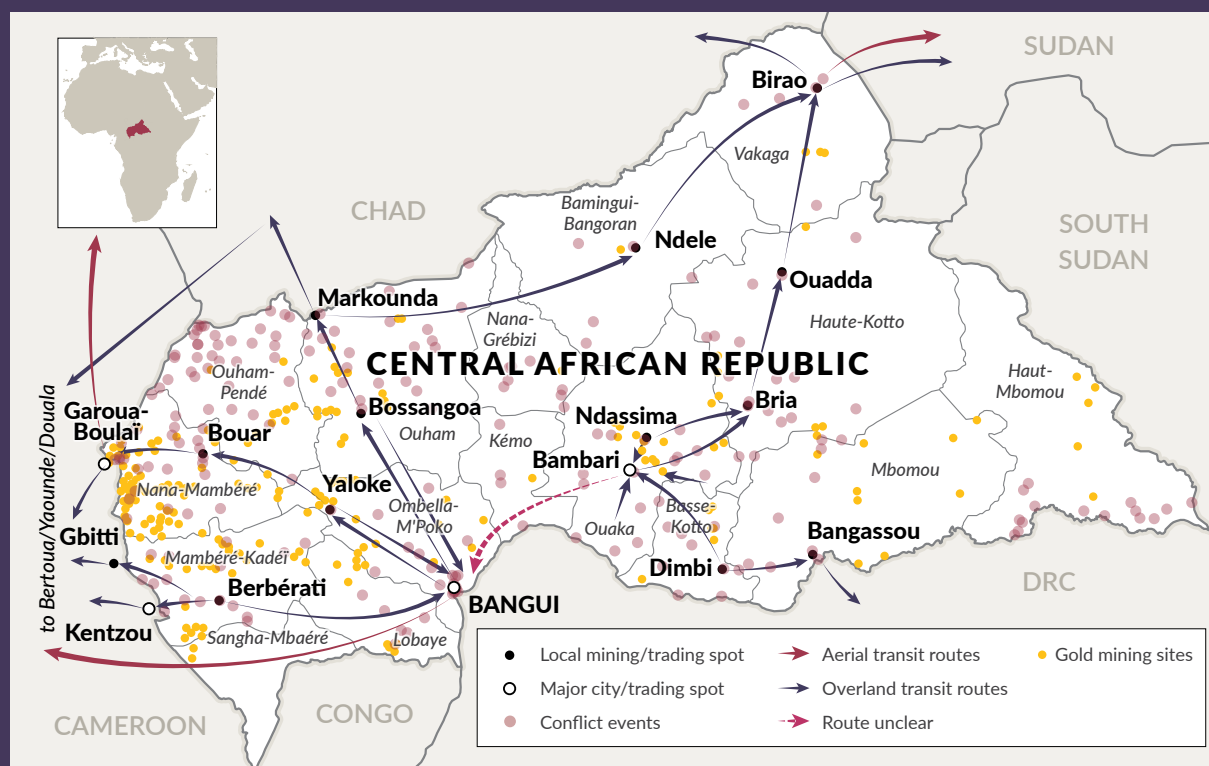 SUDAN
Birao
Vakaga
CHAD
Bamingui-
Bangoran
SOUTH
SUDAN
Ndele
Ouadda
Markounda
Haute-Kotto
Nana-
Grébizi
CENTRAL AFRICAN REPUBLIC
Ouham-
Pendé
Haut-
Mbomou
to Bertoua/Yaounde/Douala
Garoua-
Boulaï
Bouar
Bossangoa
Ouham
Kémo
Ndassima
Bria
Bambari
Mbomou
Nana-Mambéré
Yaloke
Ombella-
M'Poko
Basse-
Kotto
Ouaka
Gbitti
Mambéré-Kadéï
Bangassou
Dimbi
DRC
Berbérati
BANGUI
Kentzou
Sangha-Mbaéré
Lobaye
CAMEROON
CONGO
Local mining/trading spot
Major city/trading spot
Conflict events
Aerial transit routes
Overland transit routes
Route unclear
Gold mining sites